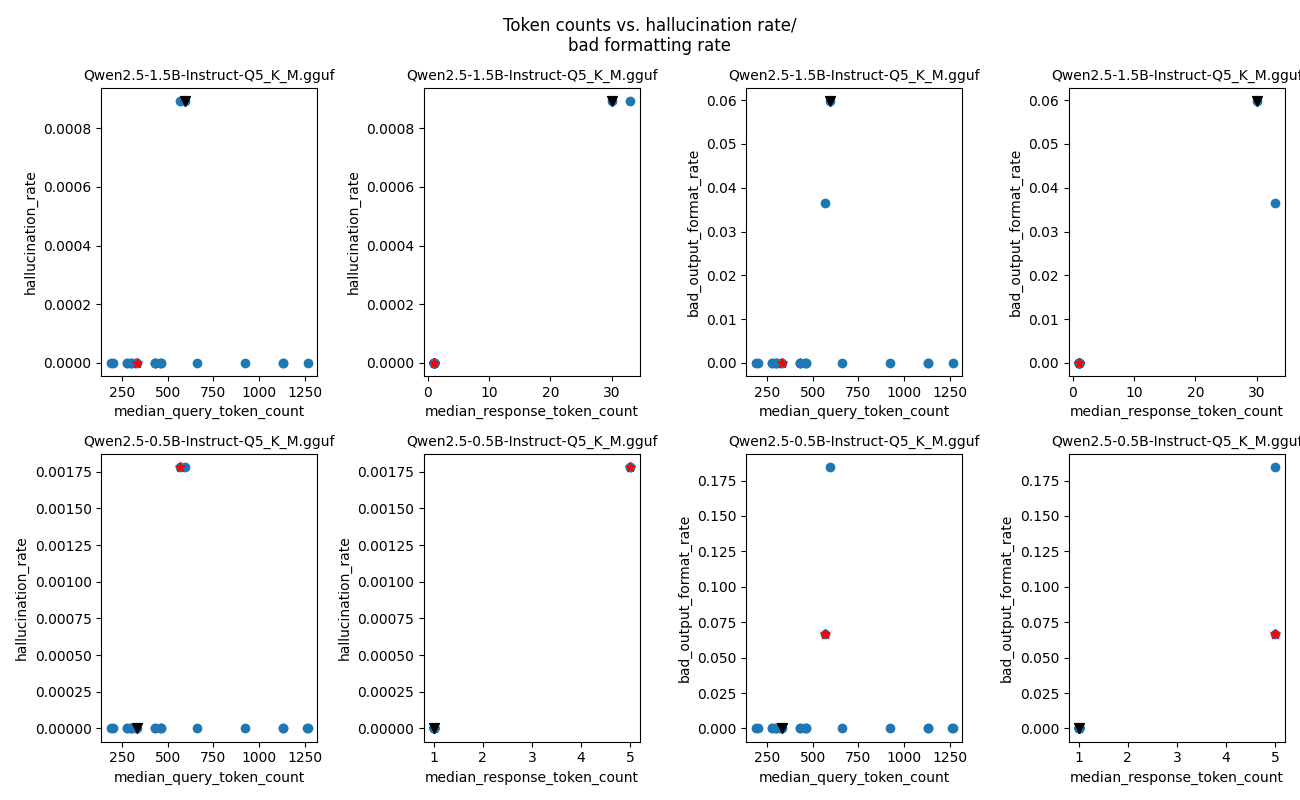 Token counts vs. hallucination rate/
bad formatting rate
Qwen2.5-1.5B-Instruct-Q5_K_M.gguf
hallucination_rate
0.0008
0.0006
0.0004
0.0002
0.0000
250 500 750 1000 1250
median_query_token_count
Qwen2.5-1.5B-Instruct-Q5_K_M.gguf
hallucination_rate
0.0008
0.0006
0.0004
0.0002
0.0000
0 10 20 30
median_response_token_count
Qwen2.5-1.5B-Instruct-Q5_K_M.gguf
bad_output_format_rate
0.06
0.05
0.04
0.03
0.02
0.01
0.00
250 500 750 1000 1250
median_query_token_count
Qwen2.5-1.5B-Instruct-Q5_K_M.gguf
bad_output_format_rate
0.06
0.05
0.04
0.03
0.02
0.01
0.00
0 10 20 30
median_response_token_count
Qwen2.5-0.5B-Instruct-Q5_K_M.gguf
hallucination_rate
0.00175
0.00150
0.00125
0.00100
0.00075
0.00050
0.00025
0.00000
250 500 750 1000 1250
median_query_token_count
Qwen2.5-0.5B-Instruct-Q5_K_M.gguf
hallucination_rate
0.00175
0.00150
0.00125
0.00100
0.00075
0.00050
0.00025
0.00000
1 2 3 4 5
median_response_token_count
Qwen2.5-0.5B-Instruct-Q5_K_M.gguf
bad_output_format_rate
0.175
0.150
0.125
0.100
0.075
0.050
0.025
0.000
250 500 750 1000 1250
median_query_token_count
Qwen2.5-0.5B-Instruct-Q5_K_M.gguf
bad_output_format_rate
0.175
0.150
0.125
0.100
0.075
0.050
0.025
0.000
1 2 3 4 5
median_response_token_count